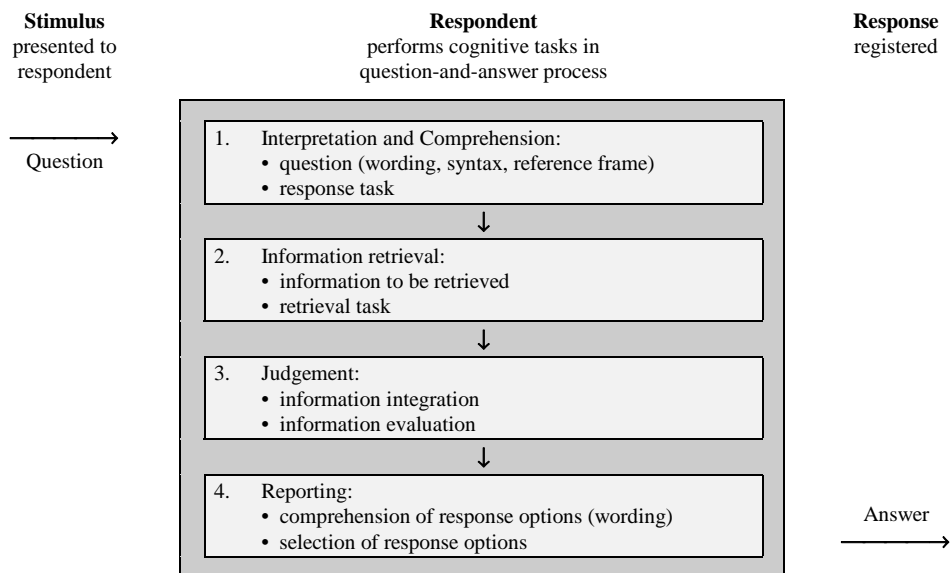 Stimulus
presented to
respondent
Respondent
performs cognitive tasks in
question-and-answer process
Response
registered
Question
1. Interpretation and Comprehension:
• question (wording, syntax, reference frame)
• response task
2. Information retrieval:
• information to be retrieved
• retrieval task
3. Judgement:
• information integration
• information evaluation
4. Reporting:
• comprehension of response options (wording)
• selection of response options
Answer